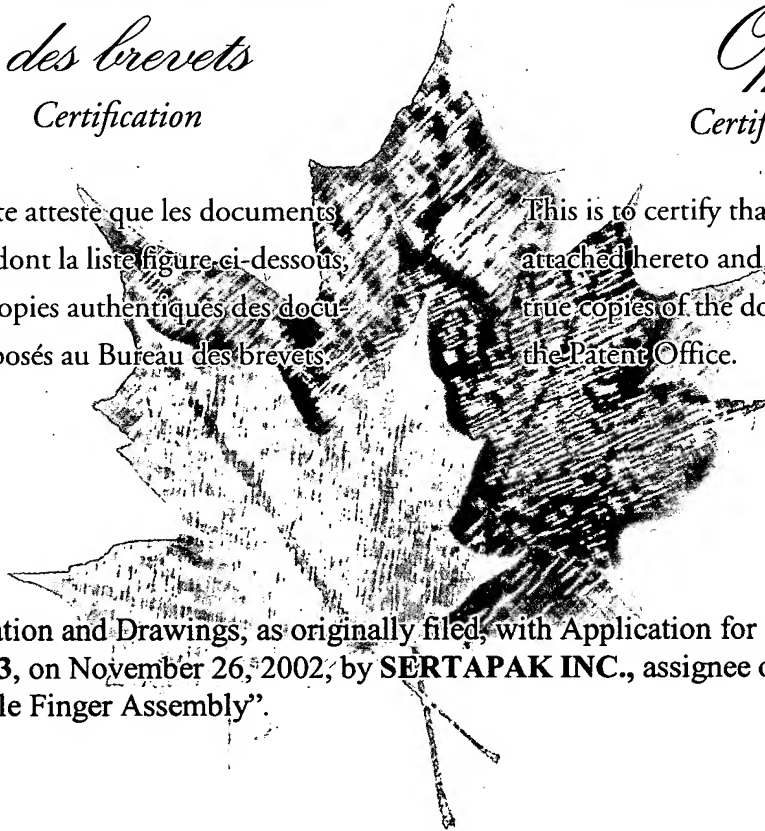 des brevets
Certification
te atteste que les documents
dont la liste figure ci-dessous
opies authentiques des docu-
posés au Bureau des brevets.
Certif
This is to certify tha
attached hereto and
true copies of the do
the Patent Office.
ation and Drawings, as originally filed, with Application for
3, on November 26, 2002, by SERTAPAK INC., assignee o
le Finger Assembly".